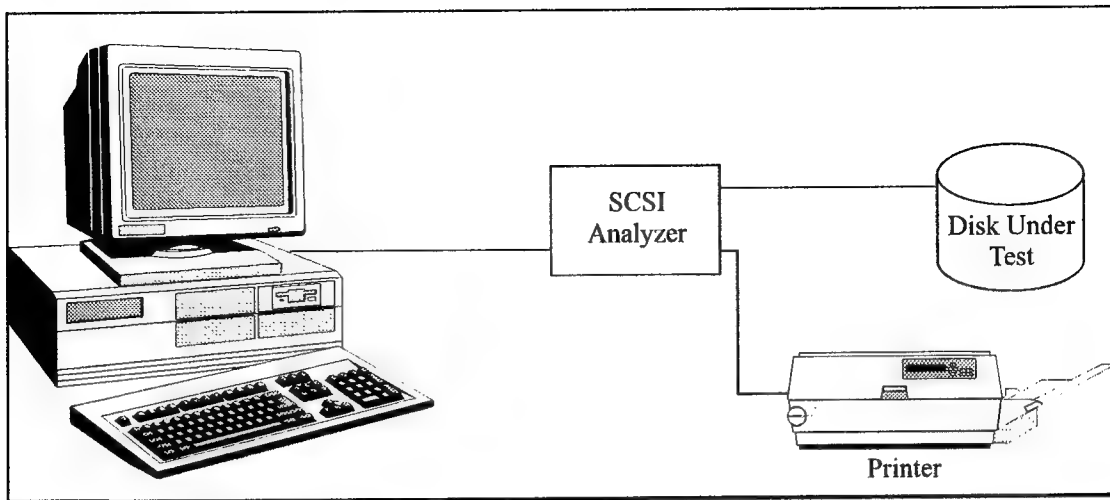 SCSI
Analyzer
Disk Under
Test
Printer